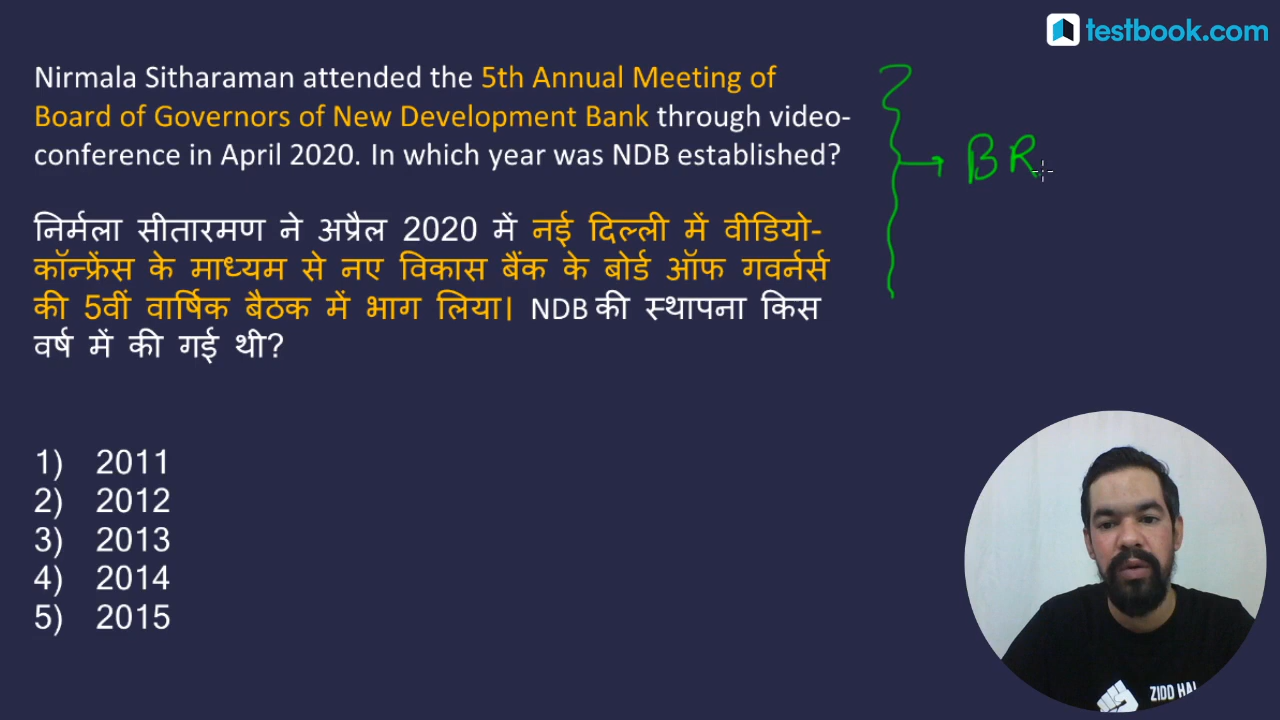 testbook.com
Nirmala Sitharaman attended the 5th Annual Meeting of
Board of Governors of New Development Bank through video-
conference in April 2020. In which year was NDB established?
BR
निर्मला सीतारमण ने अप्रैल 2020 में नई दिल्ली में वीडियो-
कॉन्फ्रेंस के माध्यम से नए विकास बैंक के बोर्ड ऑफ गवर्नर्स
की 5वीं वार्षिक बैठक में भाग लिया। NDB की स्थापना किस
वर्ष में की गई थी?
1) 2011
2) 2012
3) 2013
4) 2014
5) 2015
ZIDD HAI